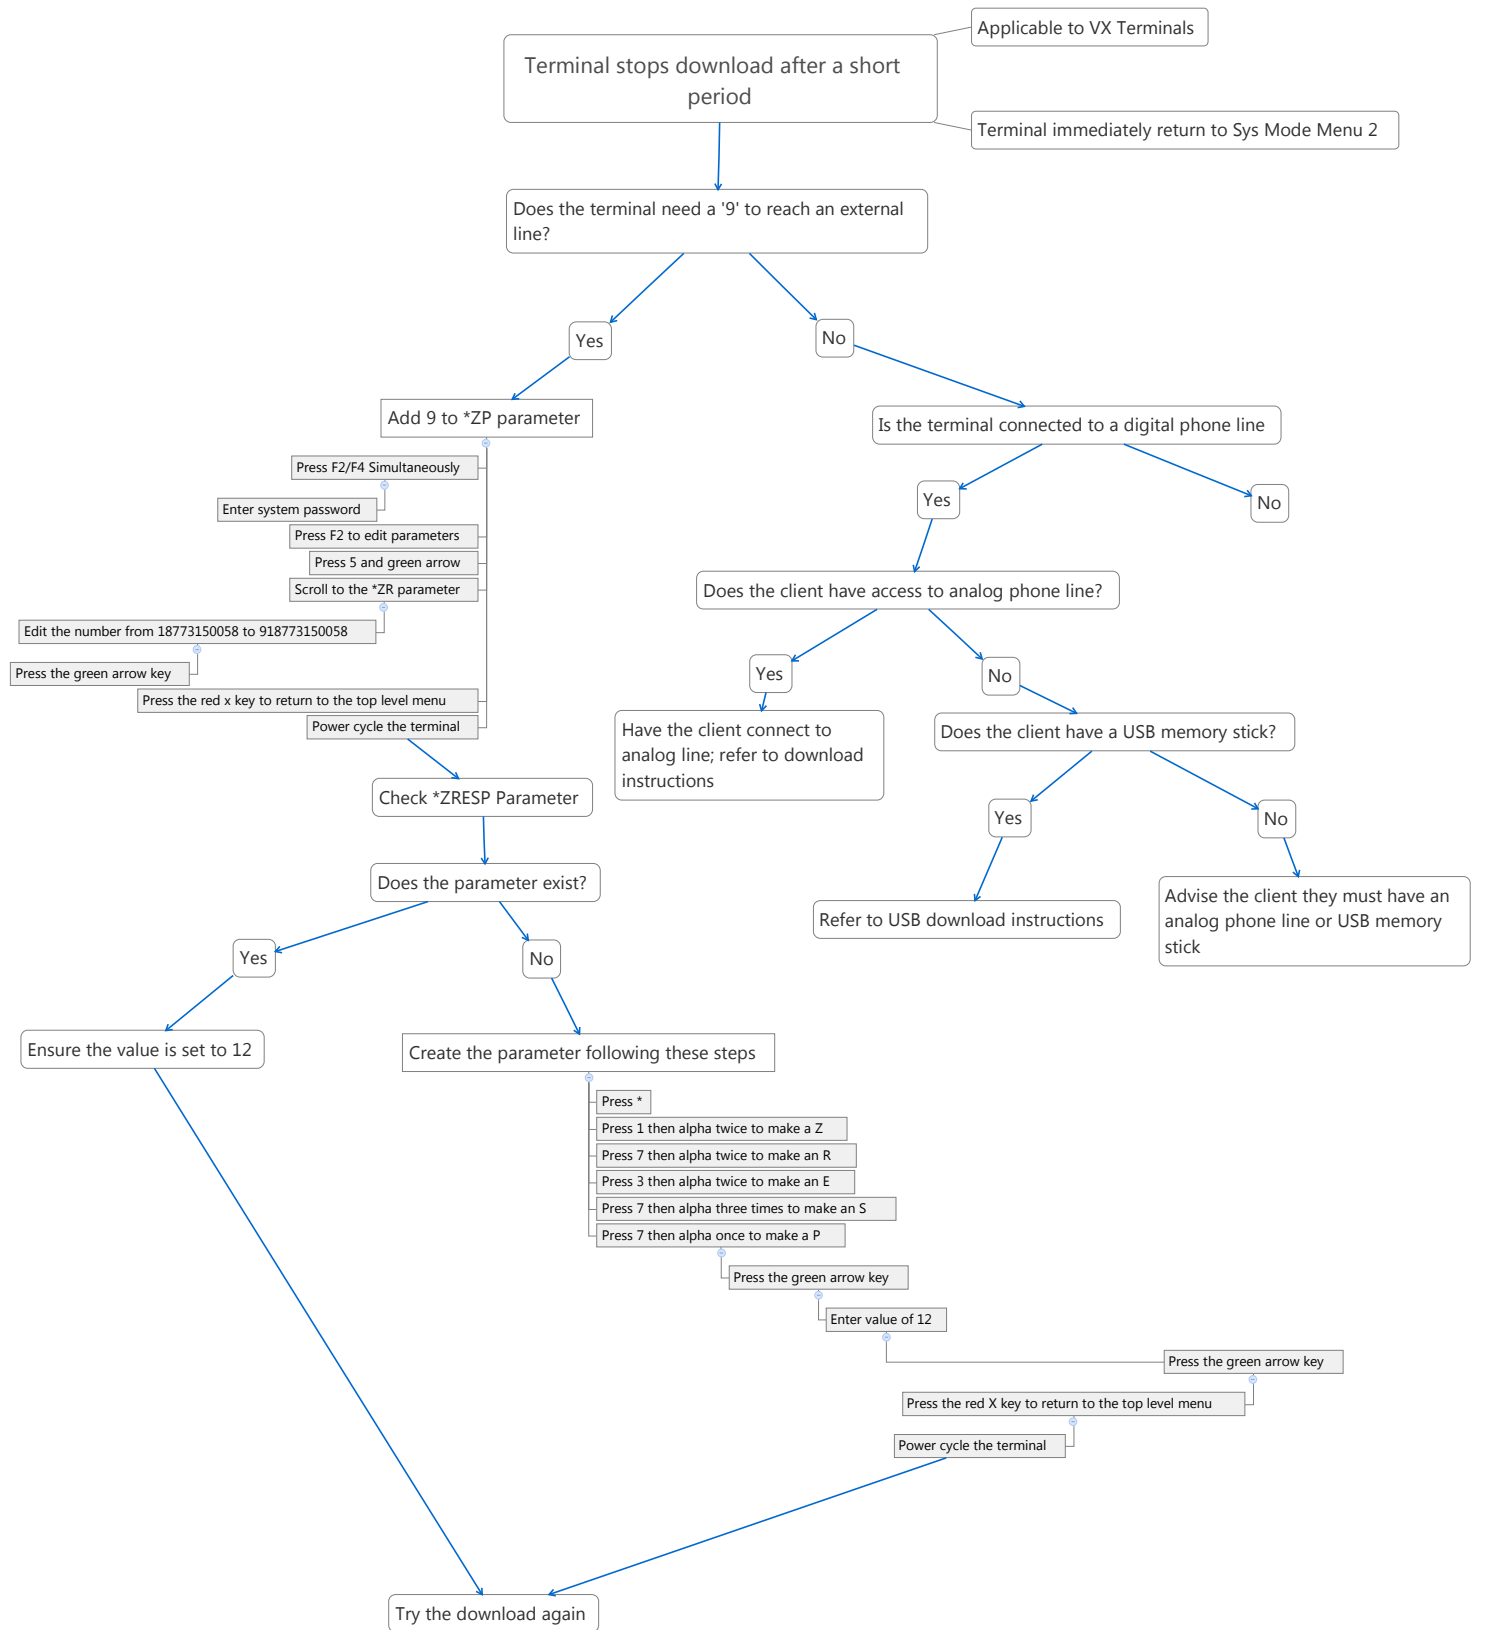 Applicable to VX Terminals
Terminal stops download after a short
period
Terminal immediately return to Sys Mode Menu 2
Does the terminal need a '9' to reach an external
line?
Yes
No
Add 9 to *ZP parameter
Press F2/F4 Simultaneously
Enter system password
Press F2 to edit parameters
Press 5 and green arrow
Scroll to the *ZR parameter
Edit the number from 18773150058 to 918773150058
Press the green arrow key
Press the red x key to return to the top level menu
Power cycle the terminal
Is the terminal connected to a digital phone line
Yes
No
Does the client have access to analog phone line?
Yes
No
Have the client connect to
analog line; refer to download
instructions
Does the client have a USB memory stick?
Yes
No
Refer to USB download instructions
Advise the client they must have an
analog phone line or USB memory
stick
Check *ZRESP Parameter
Does the parameter exist?
Yes
No
Ensure the value is set to 12
Create the parameter following these steps
Press *
Press 1 then alpha twice to make a Z
Press 7 then alpha twice to make an R
Press 3 then alpha twice to make an E
Press 7 then alpha three times to make an S
Press 7 then alpha once to make a P
Press the green arrow key
Enter value of 12
Press the green arrow key
Press the red X key to return to the top level menu
Power cycle the terminal
Try the download again